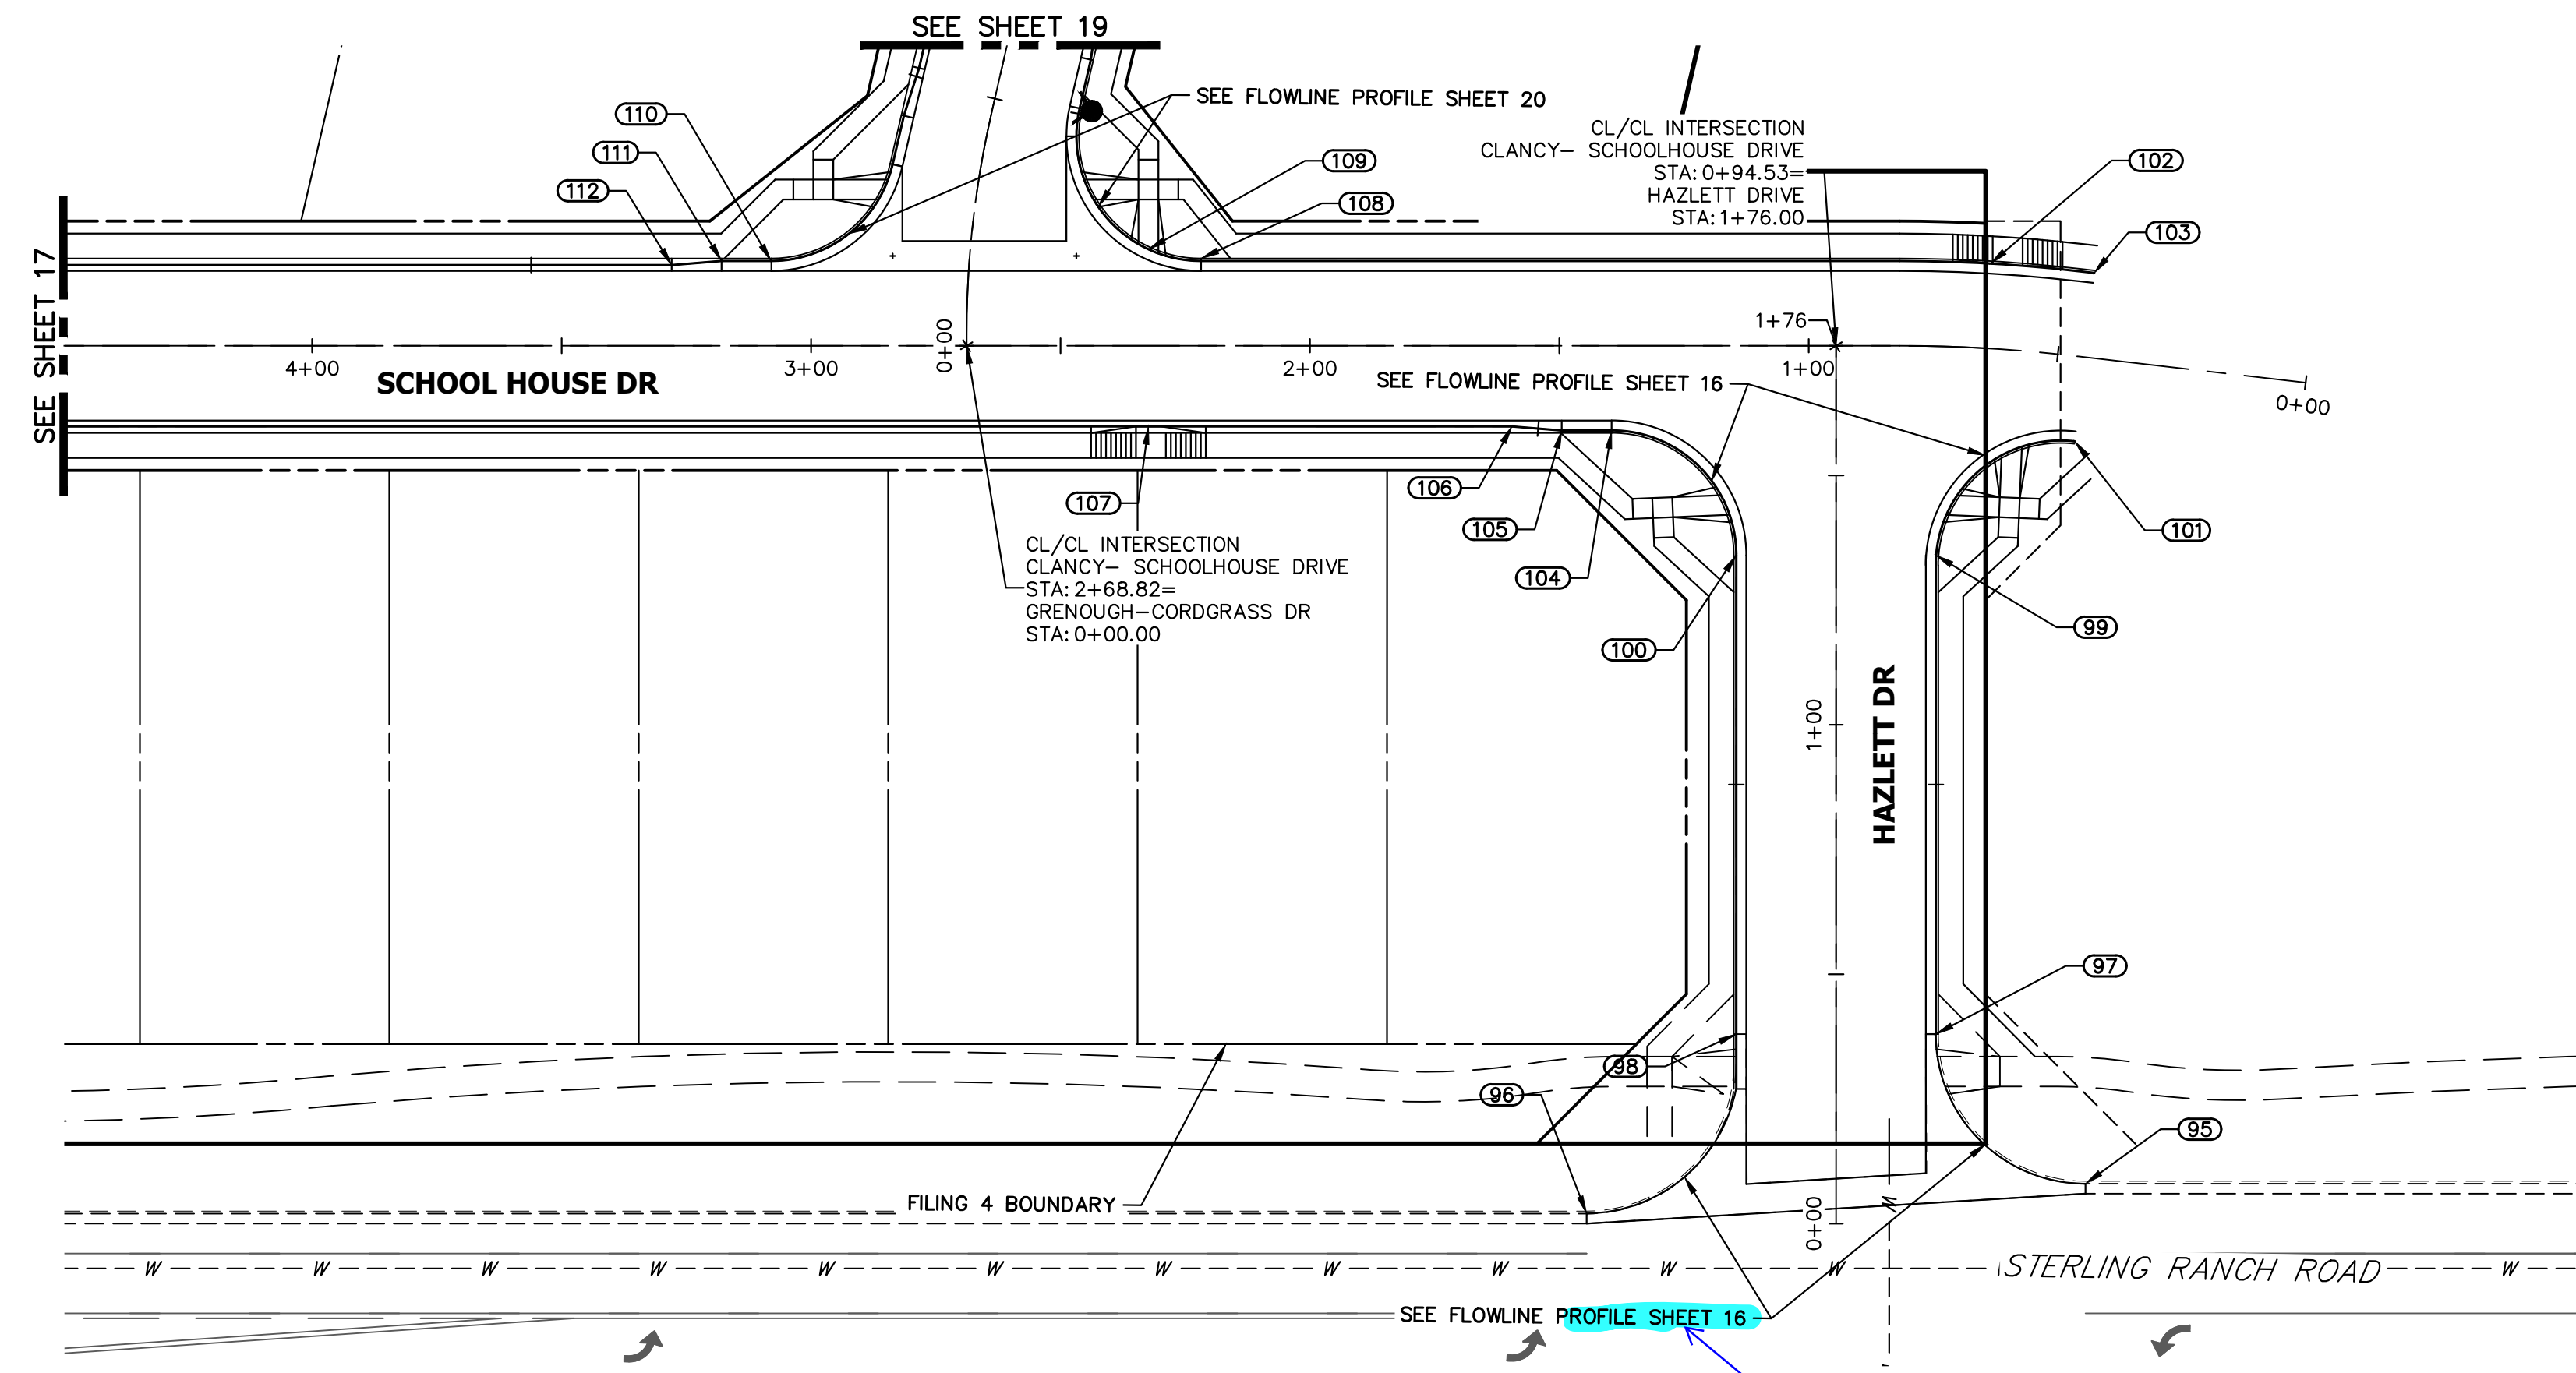 SEE SHEET 19
SEE FLOWLINE PROFILE SHEET 20
110
111
112
109
108
CL/CL INTERSECTION
CLANCY- SCHOOLHOUSE DRIVE
STA: 0+94.53=
HAZLETT DRIVE
STA: 1+76.00
102
103
SEE SHEET 17
4+00
SCHOOL HOUSE DR
3+00
0+00
2+00
1+76
1+00
0+00
SEE FLOWLINE PROFILE SHEET 16
107
106
105
104
100
101
99
CL/CL INTERSECTION
CLANCY- SCHOOLHOUSE DRIVE
STA: 2+68.82=
GRENOUGH-CORDGRASS DR
STA: 0+00.00
1+00
HAZLETT DR
97
98
96
95
FILING 4 BOUNDARY
0+00
W
W W W W W W W W W W W STERLING RANCH ROAD W
SEE FLOWLINE PROFILE SHEET 16